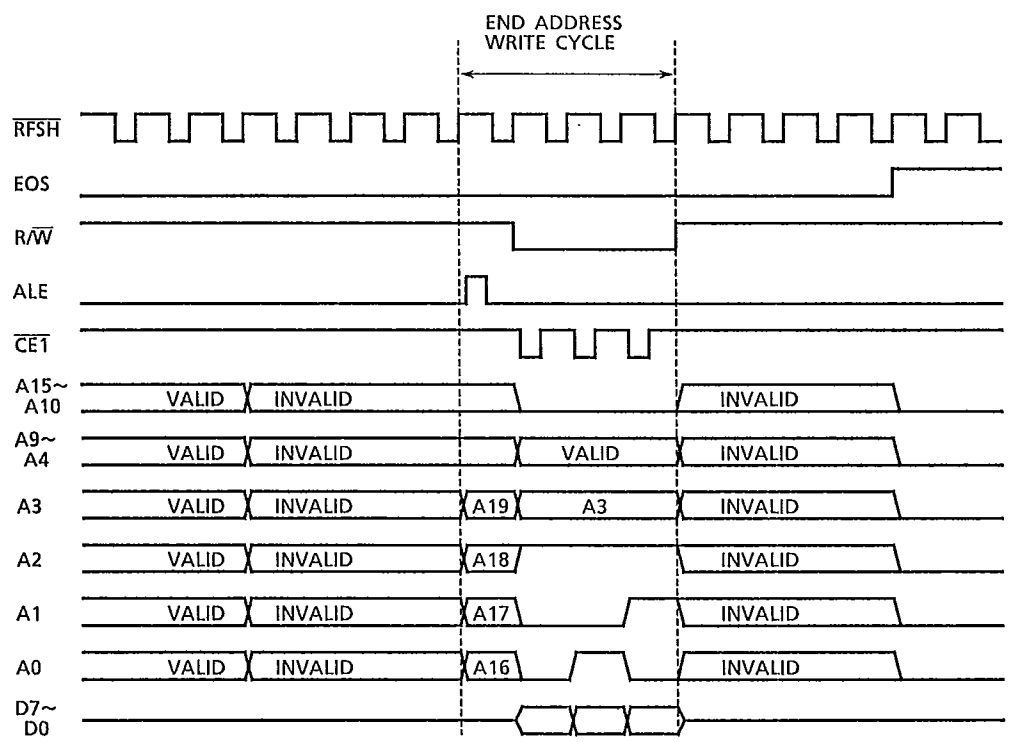 END ADDRESS
WRITE CYCLE
RFSH
EOS
R/W
ALE
CE1
A15~
A10
VALID INVALID INVALID
A9~
A4
VALID INVALID VALID INVALID
A3 VALID INVALID A19 A3 INVALID
A2 VALID INVALID A18 INVALID
A1 VALID INVALID A17 INVALID
A0 VALID INVALID A16 INVALID
D7~
D0